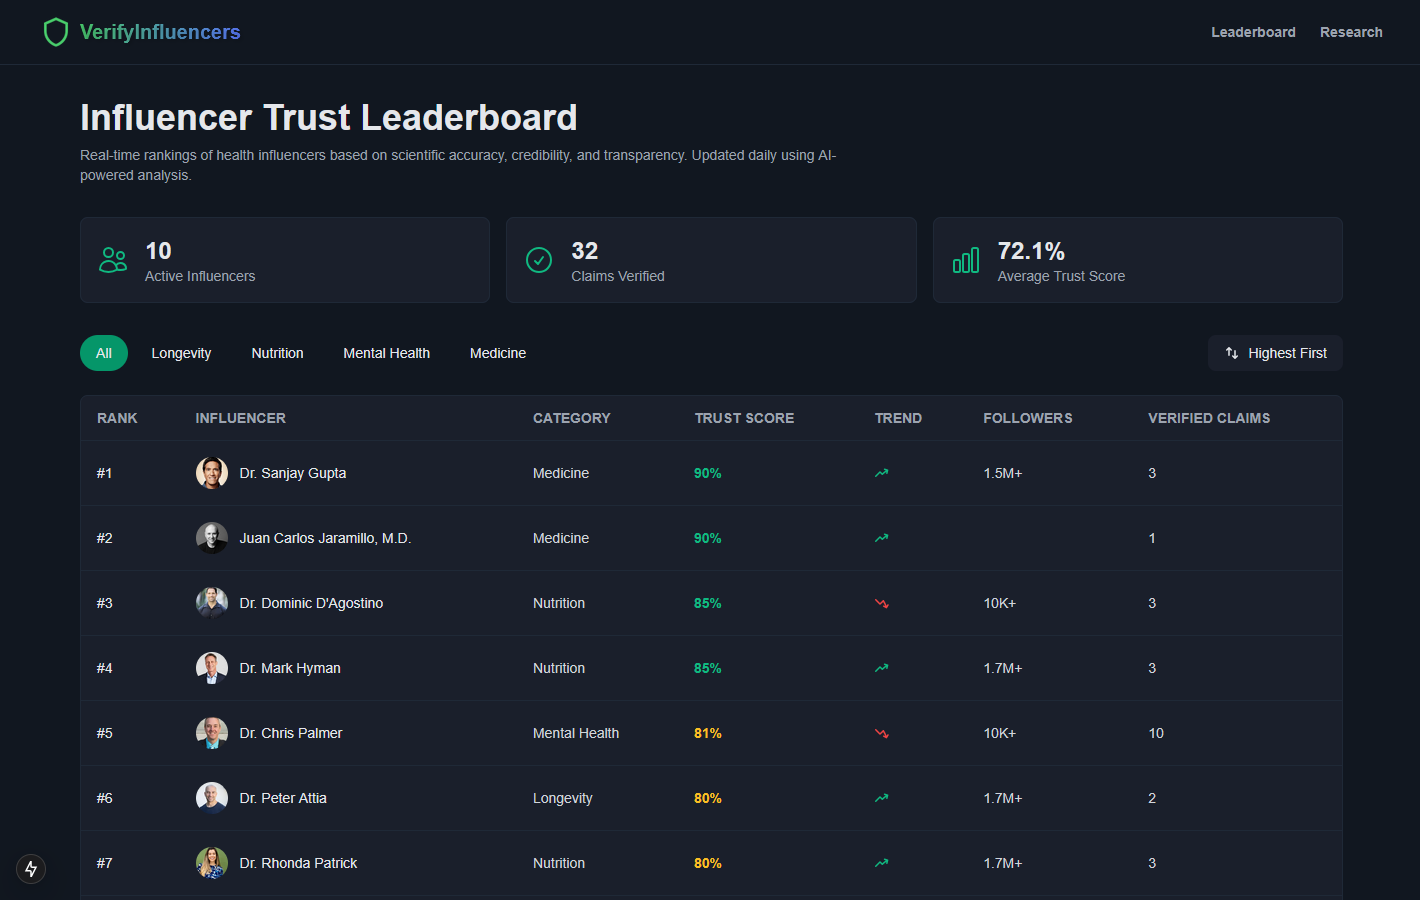 VerifyInfluencers
Leaderboard Research
Influencer Trust Leaderboard
Real-time rankings of health influencers based on scientific accuracy, credibility, and transparency. Updated daily using AI-
powered analysis.
10
Active Influencers
32
Claims Verified
72.1%
Average Trust Score
All Longevity Nutrition Mental Health Medicine Highest First
RANK INFLUENCER CATEGORY TRUST SCORE TREND FOLLOWERS VERIFIED CLAIMS
#1 Dr. Sanjay Gupta Medicine 90% 1.5M+ 3
#2 Juan Carlos Jaramillo, M.D. Medicine 90% 1
#3 Dr. Dominic D'Agostino Nutrition 85% 10K+ 3
#4 Dr. Mark Hyman Nutrition 85% 1.7M+ 3
#5 Dr. Chris Palmer Mental Health 81% 10K+ 10
#6 Dr. Peter Attia Longevity 80% 1.7M+ 2
#7 Dr. Rhonda Patrick Nutrition 80% 1.7M+ 3